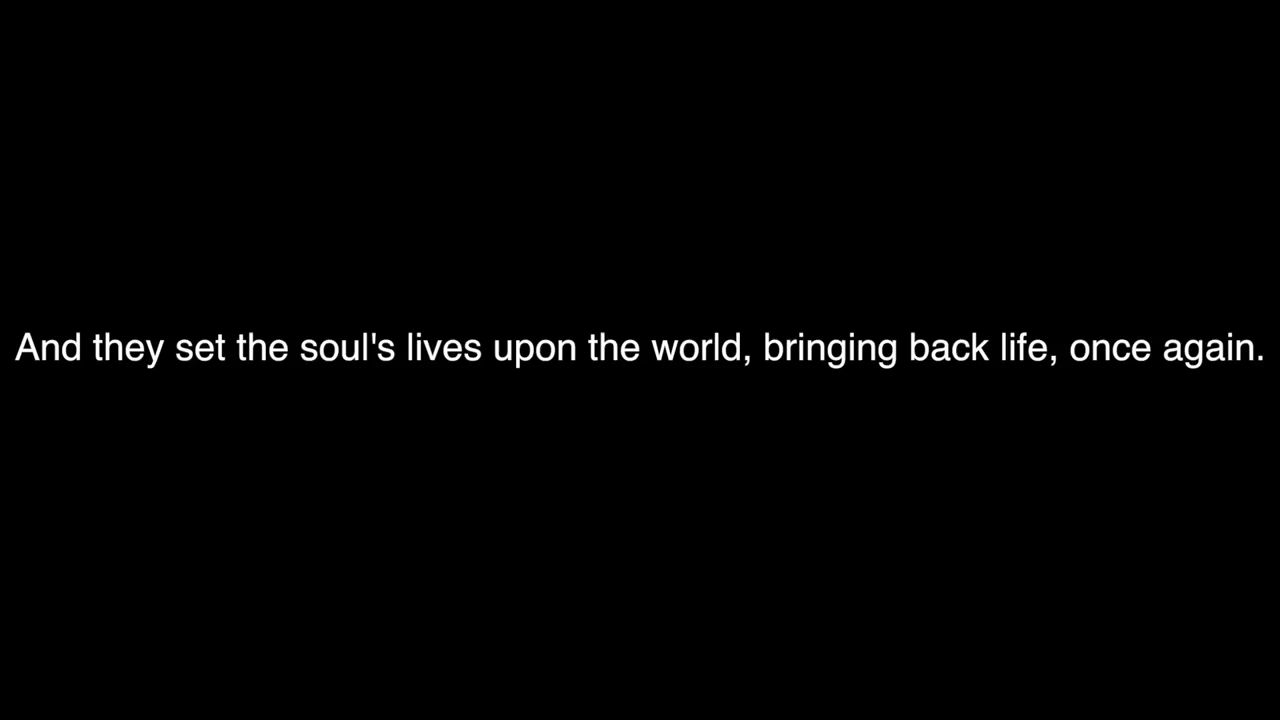 And they set the soul's lives upon the world, bringing back life, once again.